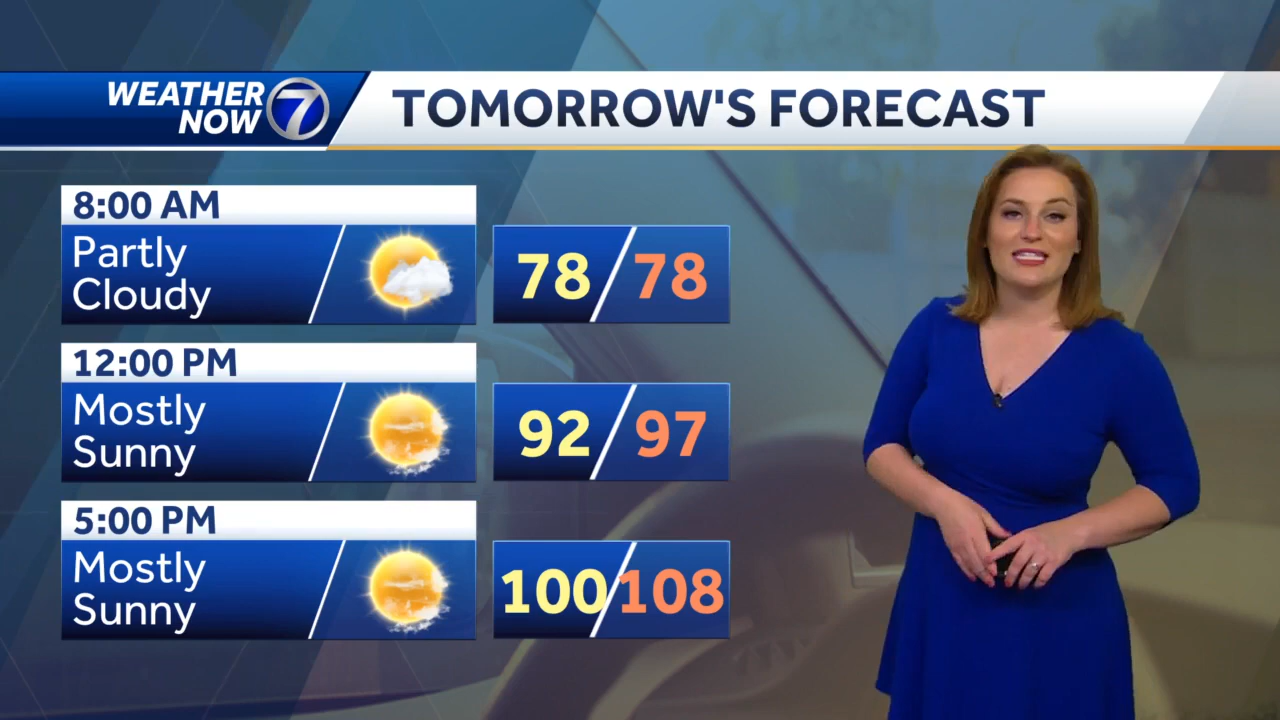 WEATHER
NOW 7
TOMORROW'S FORECAST
8:00 AM
Partly
Cloudy
78/78
12:00 PM
Mostly
Sunny
92/97
5:00 PM
Mostly
Sunny
100/108